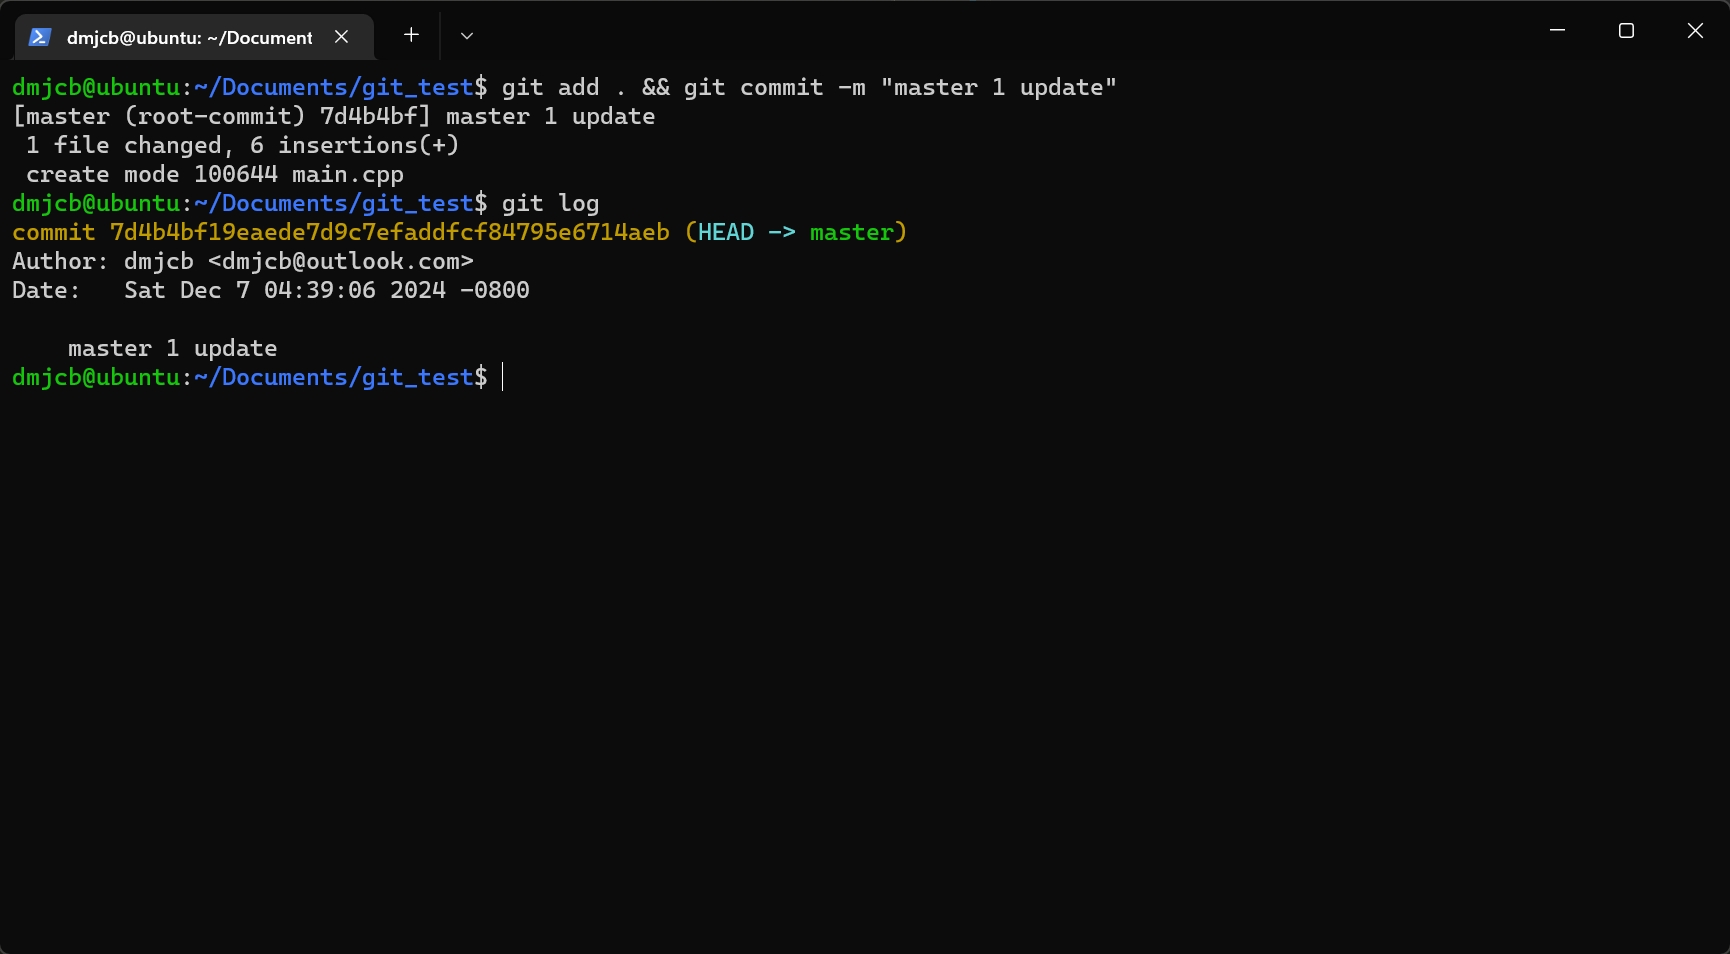 dmjcb@ubuntu: ~/Document
dmjcb@ubuntu:~/Documents/git_test$ git add . && git commit -m "master 1 update"
[master (root-commit) 7d4b4bf] master 1 update
 1 file changed, 6 insertions(+)
 create mode 100644 main.cpp
dmjcb@ubuntu:~/Documents/git_test$ git log
commit 7d4b4bf19eaede7d9c7efaddfcf84795e6714aeb (HEAD -> master)
Author: dmjcb <dmjcb@outlook.com>
Date:   Sat Dec 7 04:39:06 2024 -0800

    master 1 update
dmjcb@ubuntu:~/Documents/git_test$